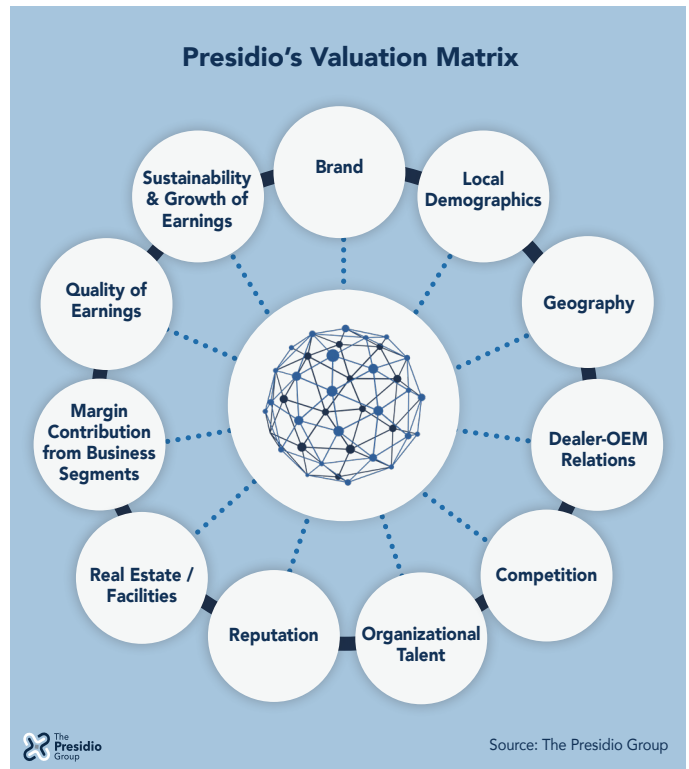 Presidio's Valuation Matrix
Brand
Local
Demographics
Geography
Dealer-OEM
Relations
Competition
Organizational
Talent
Reputation
Real Estate /
Facilities
Margin
Contribution
from Business
Segments
Quality of
Earnings
Sustainability
& Growth of
Earnings
The
Presidio
Group
Source: The Presidio Group